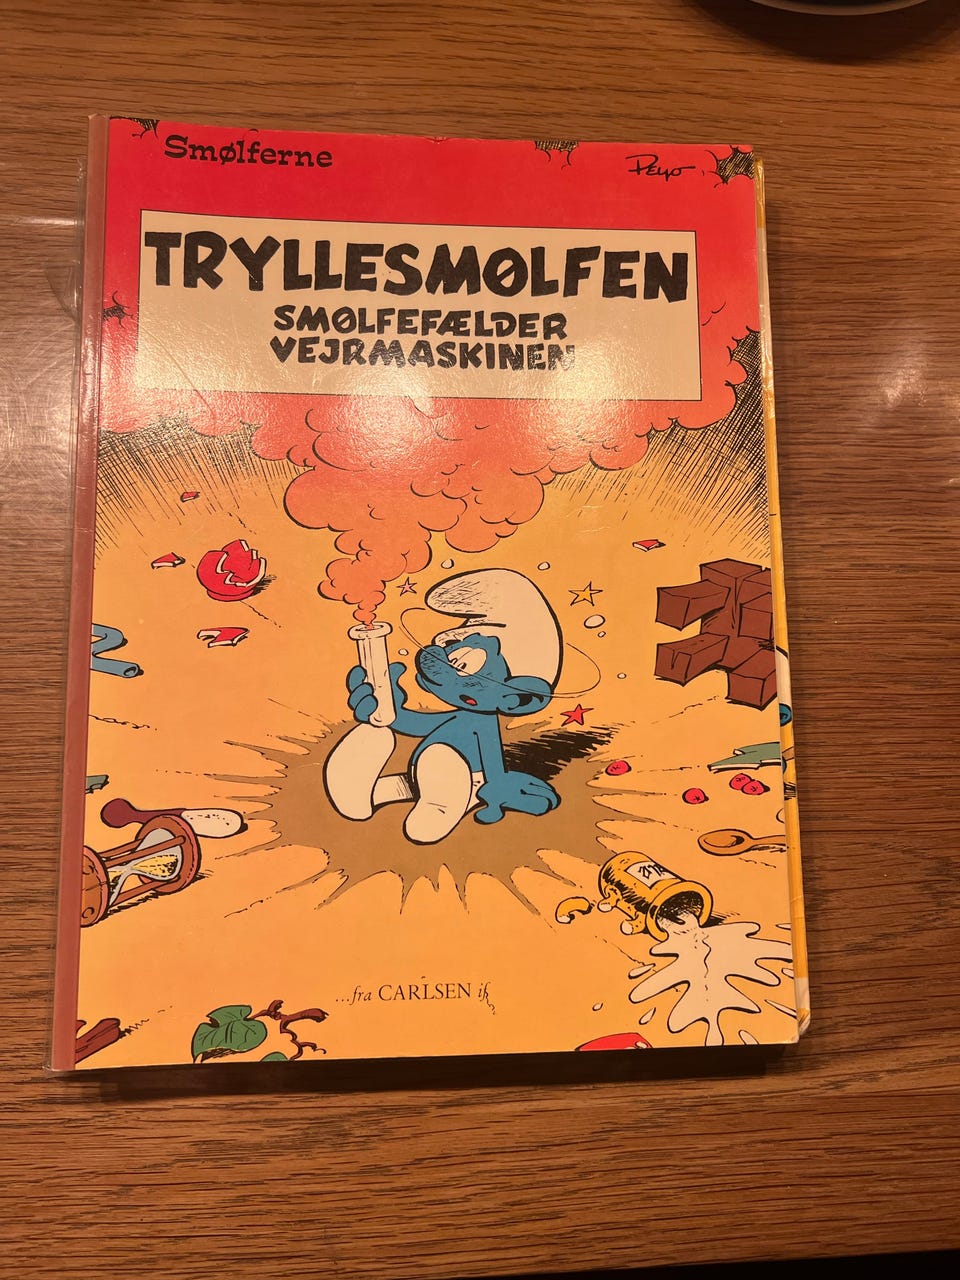 Smølferne
Peyo
TRYLLESMØLFEN
SMØLFEFÆLDER
VEJRMASKINEN
...fra CARLSEN if